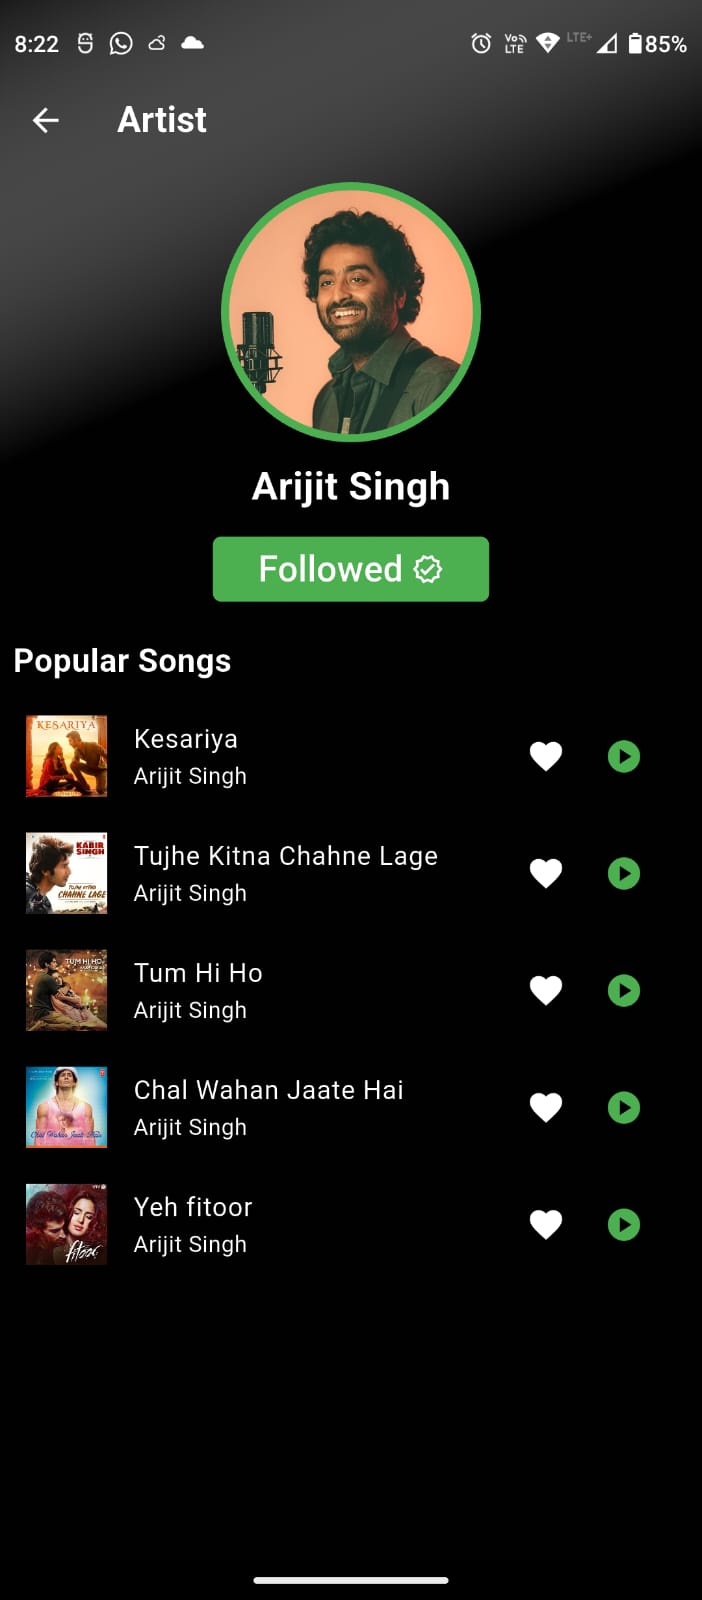 8:22 Vo) LTE LTE+ 85%
Artist
Arijit Singh
Followed
Popular Songs
KESARIYA
Kesariya
Arijit Singh
KABIR
SINGH
TUJHE KITNA
CHAHNE LAGE
Tujhe Kitna Chahne Lage
Arijit Singh
TUM HI HO
Tum Hi Ho
Arijit Singh
Chal Wahan Jaate Hain
Chal Wahan Jaate Hai
Arijit Singh
fitoor
Yeh fitoor
Arijit Singh